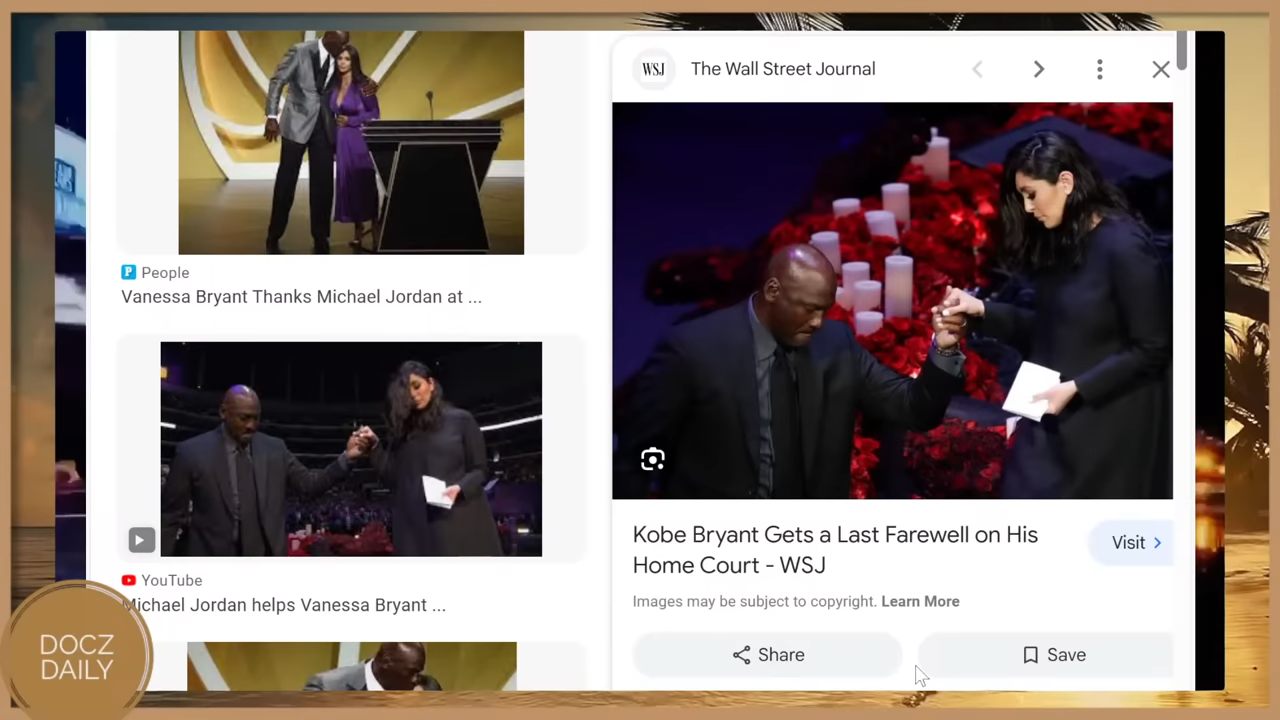 WSJ
The Wall Street Journal
People
Vanessa Bryant Thanks Michael Jordan at ...
YouTube
Michael Jordan helps Vanessa Bryant ...
Kobe Bryant Gets a Last Farewell on His
Home Court - WSJ
Visit
Images may be subject to copyright. Learn More
Share
Save
DOCZ
DAILY